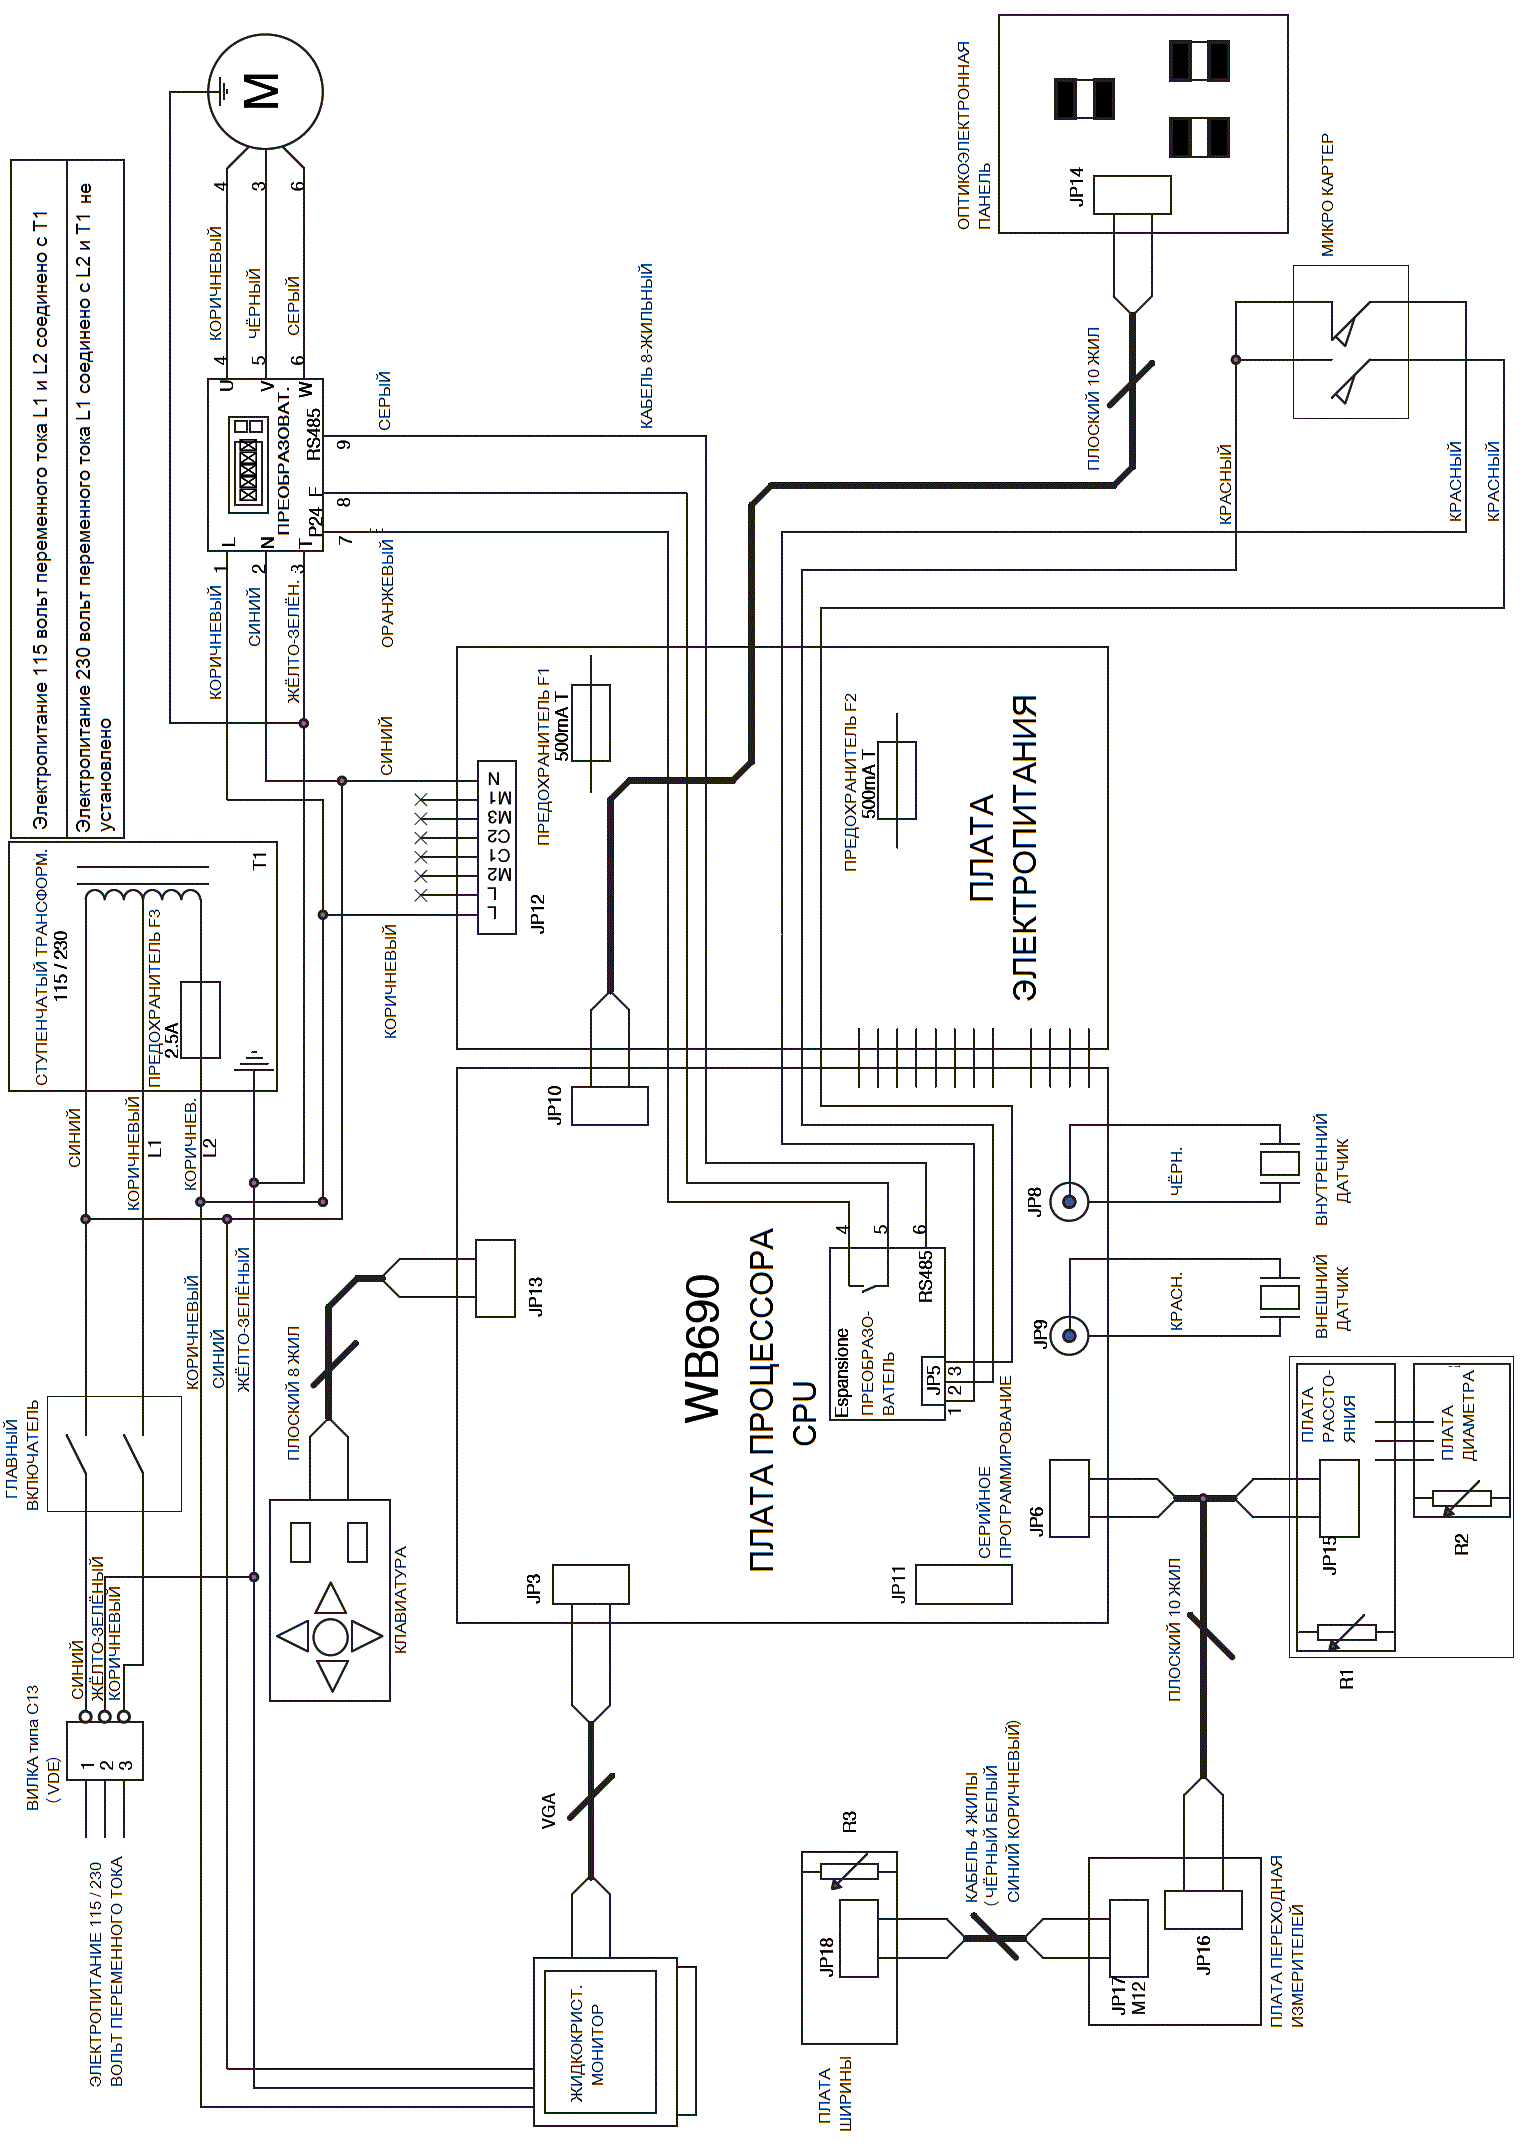 Электропитание 115 вольт переменного тока L1 и L2 соединено с T1
Электропитание 230 вольт переменного тока L1 соединено с L2 и T1 не
установлено
M
4
3
6
КОРИЧНЕВЫЙ
ЧЁРНЫЙ
СЕРЫЙ
4
5
6
U
V
W
ПРЕОБРАЗОВАТ.
RS485
P24
F
L
N
T
9
8
7
1
2
3
КОРИЧНЕВЫЙ
СИНИЙ
ЖЁЛТО-ЗЕЛЁН.
СЕРЫЙ
ОРАНЖЕВЫЙ
КАБЕЛЬ 8-ЖИЛЬНЫЙ
ОПТИКОЭЛЕКТРОННАЯ
ПАНЕЛЬ
JP14
ПЛОСКИЙ 10 ЖИЛ
МИКРО КАРТЕР
КРАСНЫЙ
КРАСНЫЙ
КРАСНЫЙ
СТУПЕНЧАТЫЙ ТРАНСФОРМ.
115 / 230
ПРЕДОХРАНИТЕЛЬ F3
2.5A
T1
СИНИЙ
КОРИЧНЕВЫЙ
L1
КОРИЧНЕВ.
L2
СИНИЙ
КОРИЧНЕВЫЙ
N
M1
M3
C2
C1
M2
L
L
JP12
ПРЕДОХРАНИТЕЛЬ F1
500mA T
ПРЕДОХРАНИТЕЛЬ F2
500mA T
ПЛАТА
ЭЛЕКТРОПИТАНИЯ
КОРИЧНЕВЫЙ
СИНИЙ
ЖЁЛТО-ЗЕЛЁНЫЙ
ГЛАВНЫЙ
ВКЛЮЧАТЕЛЬ
СИНИЙ
ЖЁЛТО-ЗЕЛЁНЫЙ
КОРИЧНЕВЫЙ
ВИЛКА типа C13
( VDE)
1
2
3
ЭЛЕКТРОПИТАНИЕ 115 / 230
ВОЛЬТ ПЕРЕМЕННОГО ТОКА
ПЛОСКИЙ 8 ЖИЛ
КЛАВИАТУРА
JP13
JP10
JP3
WB690
ПЛАТА ПРОЦЕССОРА
CPU
4
5
6
RS485
Espansione
ПРЕОБРАЗО-
ВАТЕЛЬ
JP5
1
2
3
JP11
СЕРИЙНОЕ
ПРОГРАММИРОВАНИЕ
JP8
ЧЁРН.
ВНУТРЕННИЙ
ДАТЧИК
JP9
КРАСН.
ВНЕШНИЙ
ДАТЧИК
JP6
ПЛОСКИЙ 10 ЖИЛ
ПЛАТА
РАССТО-
ЯНИЯ
JP15
R1
ПЛАТА
ДИАМЕТРА
R2
VGA
ЖИДКОКРИСТ.
МОНИТОР
R3
JP18
ПЛАТА
ШИРИНЫ
КАБЕЛЬ 4 ЖИЛЫ
( ЧЁРНЫЙ БЕЛЫЙ
СИНИЙ КОРИЧНЕВЫЙ)
JP17
M12
JP16
ПЛАТА ПЕРЕХОДНАЯ
ИЗМЕРИТЕЛЕЙ